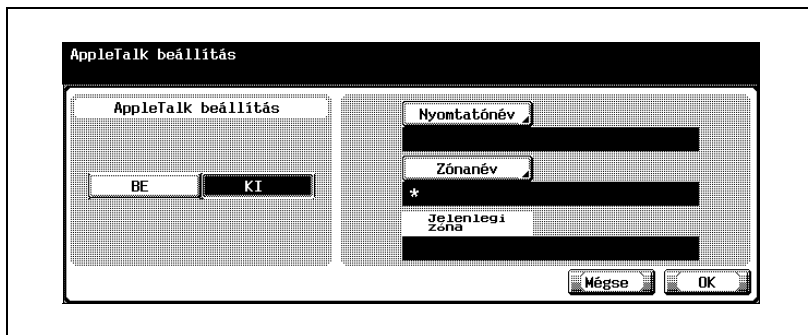 AppleTalk beállítás
AppleTalk beállítás
BE
KI
Nyomtatónév
Zónanév
*
Jelenlegi
zóna
Mégse
OK